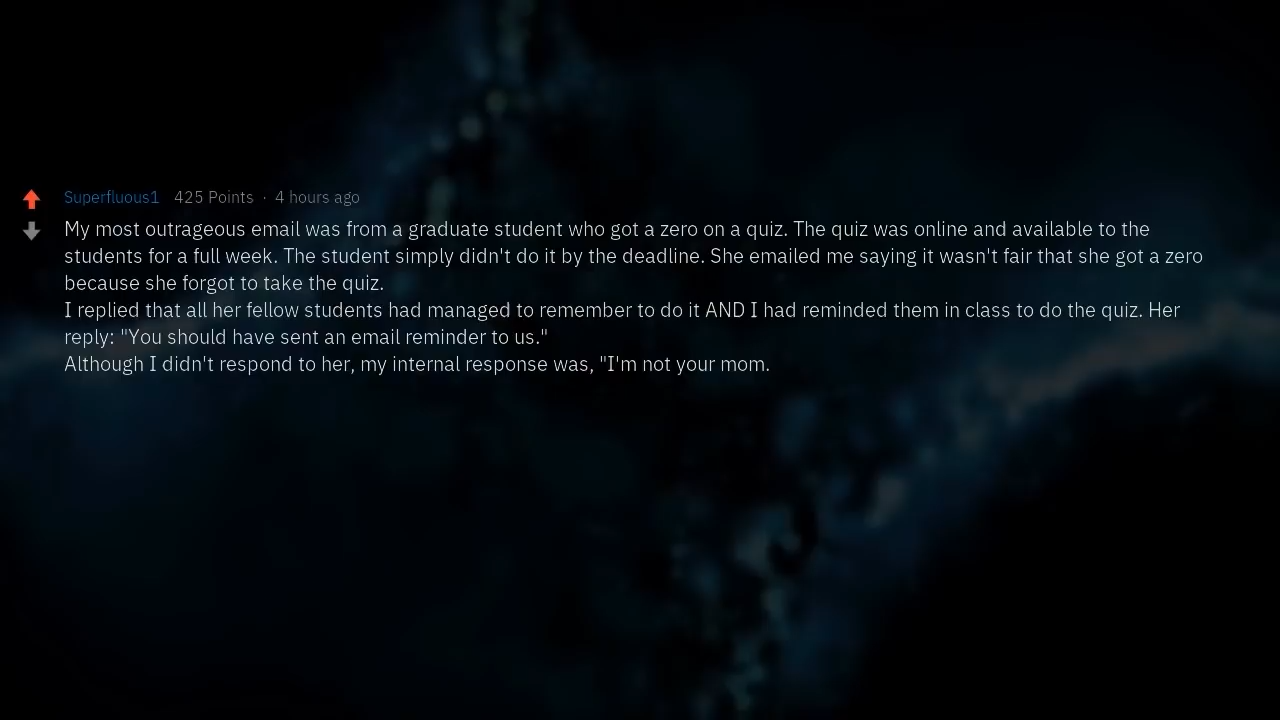 Superfluous1 425 Points · 4 hours ago
My most outrageous email was from a graduate student who got a zero on a quiz. The quiz was online and available to the
students for a full week. The student simply didn't do it by the deadline. She emailed me saying it wasn't fair that she got a zero
because she forgot to take the quiz.
I replied that all her fellow students had managed to remember to do it AND I had reminded them in class to do the quiz. Her
reply: "You should have sent an email reminder to us."
Although I didn't respond to her, my internal response was, "I'm not your mom.